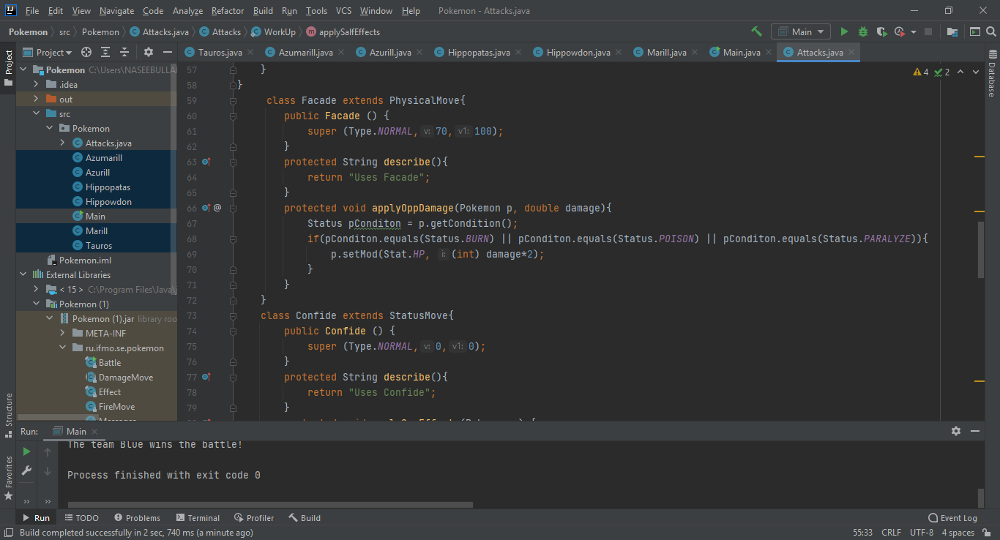 File Edit View Navigate Code Analyze Refactor Build Run Tools VCS Window Help Pokemon - Attacks.java
Pokemon src Pokemon Attacks.java Attacks WorkUp applySalfEffects Main
Project Tauros.java Azumarill.java Azurill.java Hippopatas.java Hippowdon.java Marill.java Main.java Attacks.java
Project
Database
Structure
Favorites
Pokemon C:\Users\NASEEBULLA
.idea
out
src
Pokemon
Attacks.java
Azumarill
Azurill
Hippopatas
Hippowdon
Main
Marill
Tauros
Pokemon.iml
External Libraries
< 15 > C:\Program Files\Java\
Pokemon (1)
Pokemon (1).jar library roo
META-INF
ru.ifmo.se.pokemon
Battle
DamageMove
Effect
FireMove
Messages
4 2
57 }
58 }
59 class Facade extends PhysicalMove{
60 public Facade () {
61 super (Type.NORMAL, v: 70, v1: 100);
62 }
63 protected String describe(){
64 return "Uses Facade";
65 }
66 @ protected void applyOppDamage(Pokemon p, double damage){
67 Status pConditon = p.getCondition();
68 if(pConditon.equals(Status.BURN) || pConditon.equals(Status.POISON) || pConditon.equals(Status.PARALYZE)){
69 p.setMod(Stat.HP, i: (int) damage*2);
70 }
71 }
72 }
73 class Confide extends StatusMove{
74 public Confide () {
75 super (Type.NORMAL, v: 0, v1: 0);
76 }
77 protected String describe(){
78 return "Uses Confide";
79 }
Run: Main
The team Blue wins the battle!
Process finished with exit code 0
Run TODO Problems Terminal Profiler Build Event Log
Build completed successfully in 2 sec, 740 ms (a minute ago) 55:33 CRLF UTF-8 4 spaces